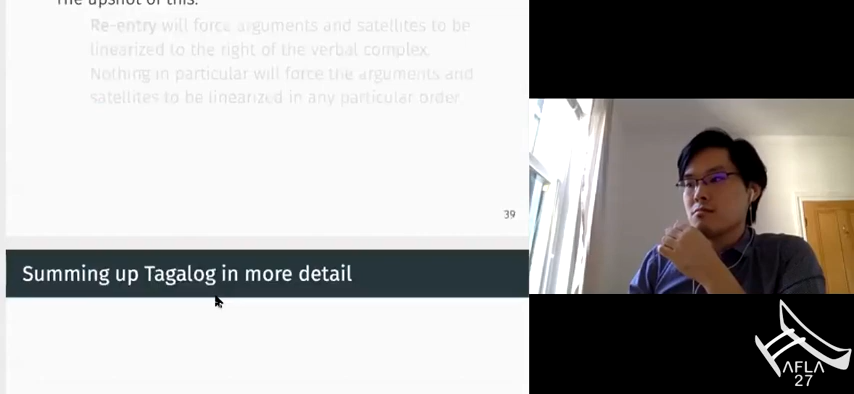 The upshot of this:
Re-entry will force arguments and satellites to be
linearized to the right of the verbal complex.
Nothing in particular will force the arguments and
satellites to be linearized in any particular order
39
Summing up Tagalog in more detail
AFLA
27